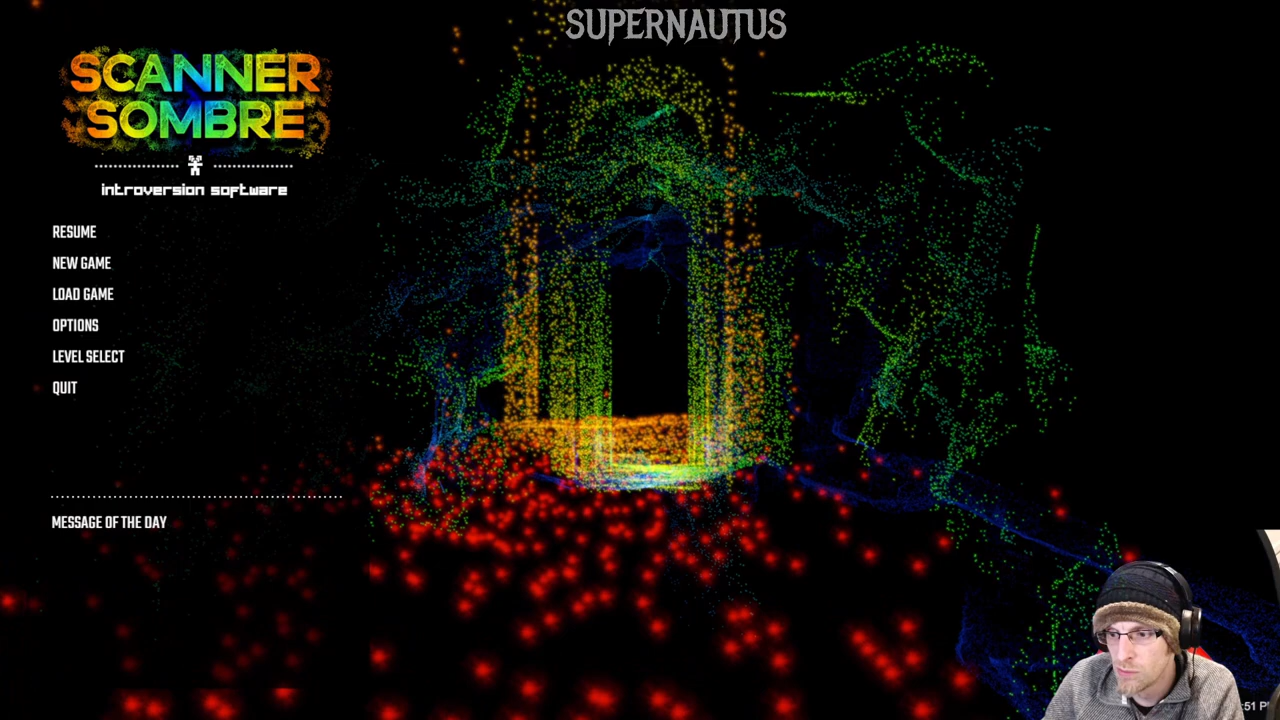 SUPERNAUTUS
SCANNER
SOMBRE
introversion software
RESUME
NEW GAME
LOAD GAME
OPTIONS
LEVEL SELECT
QUIT
MESSAGE OF THE DAY